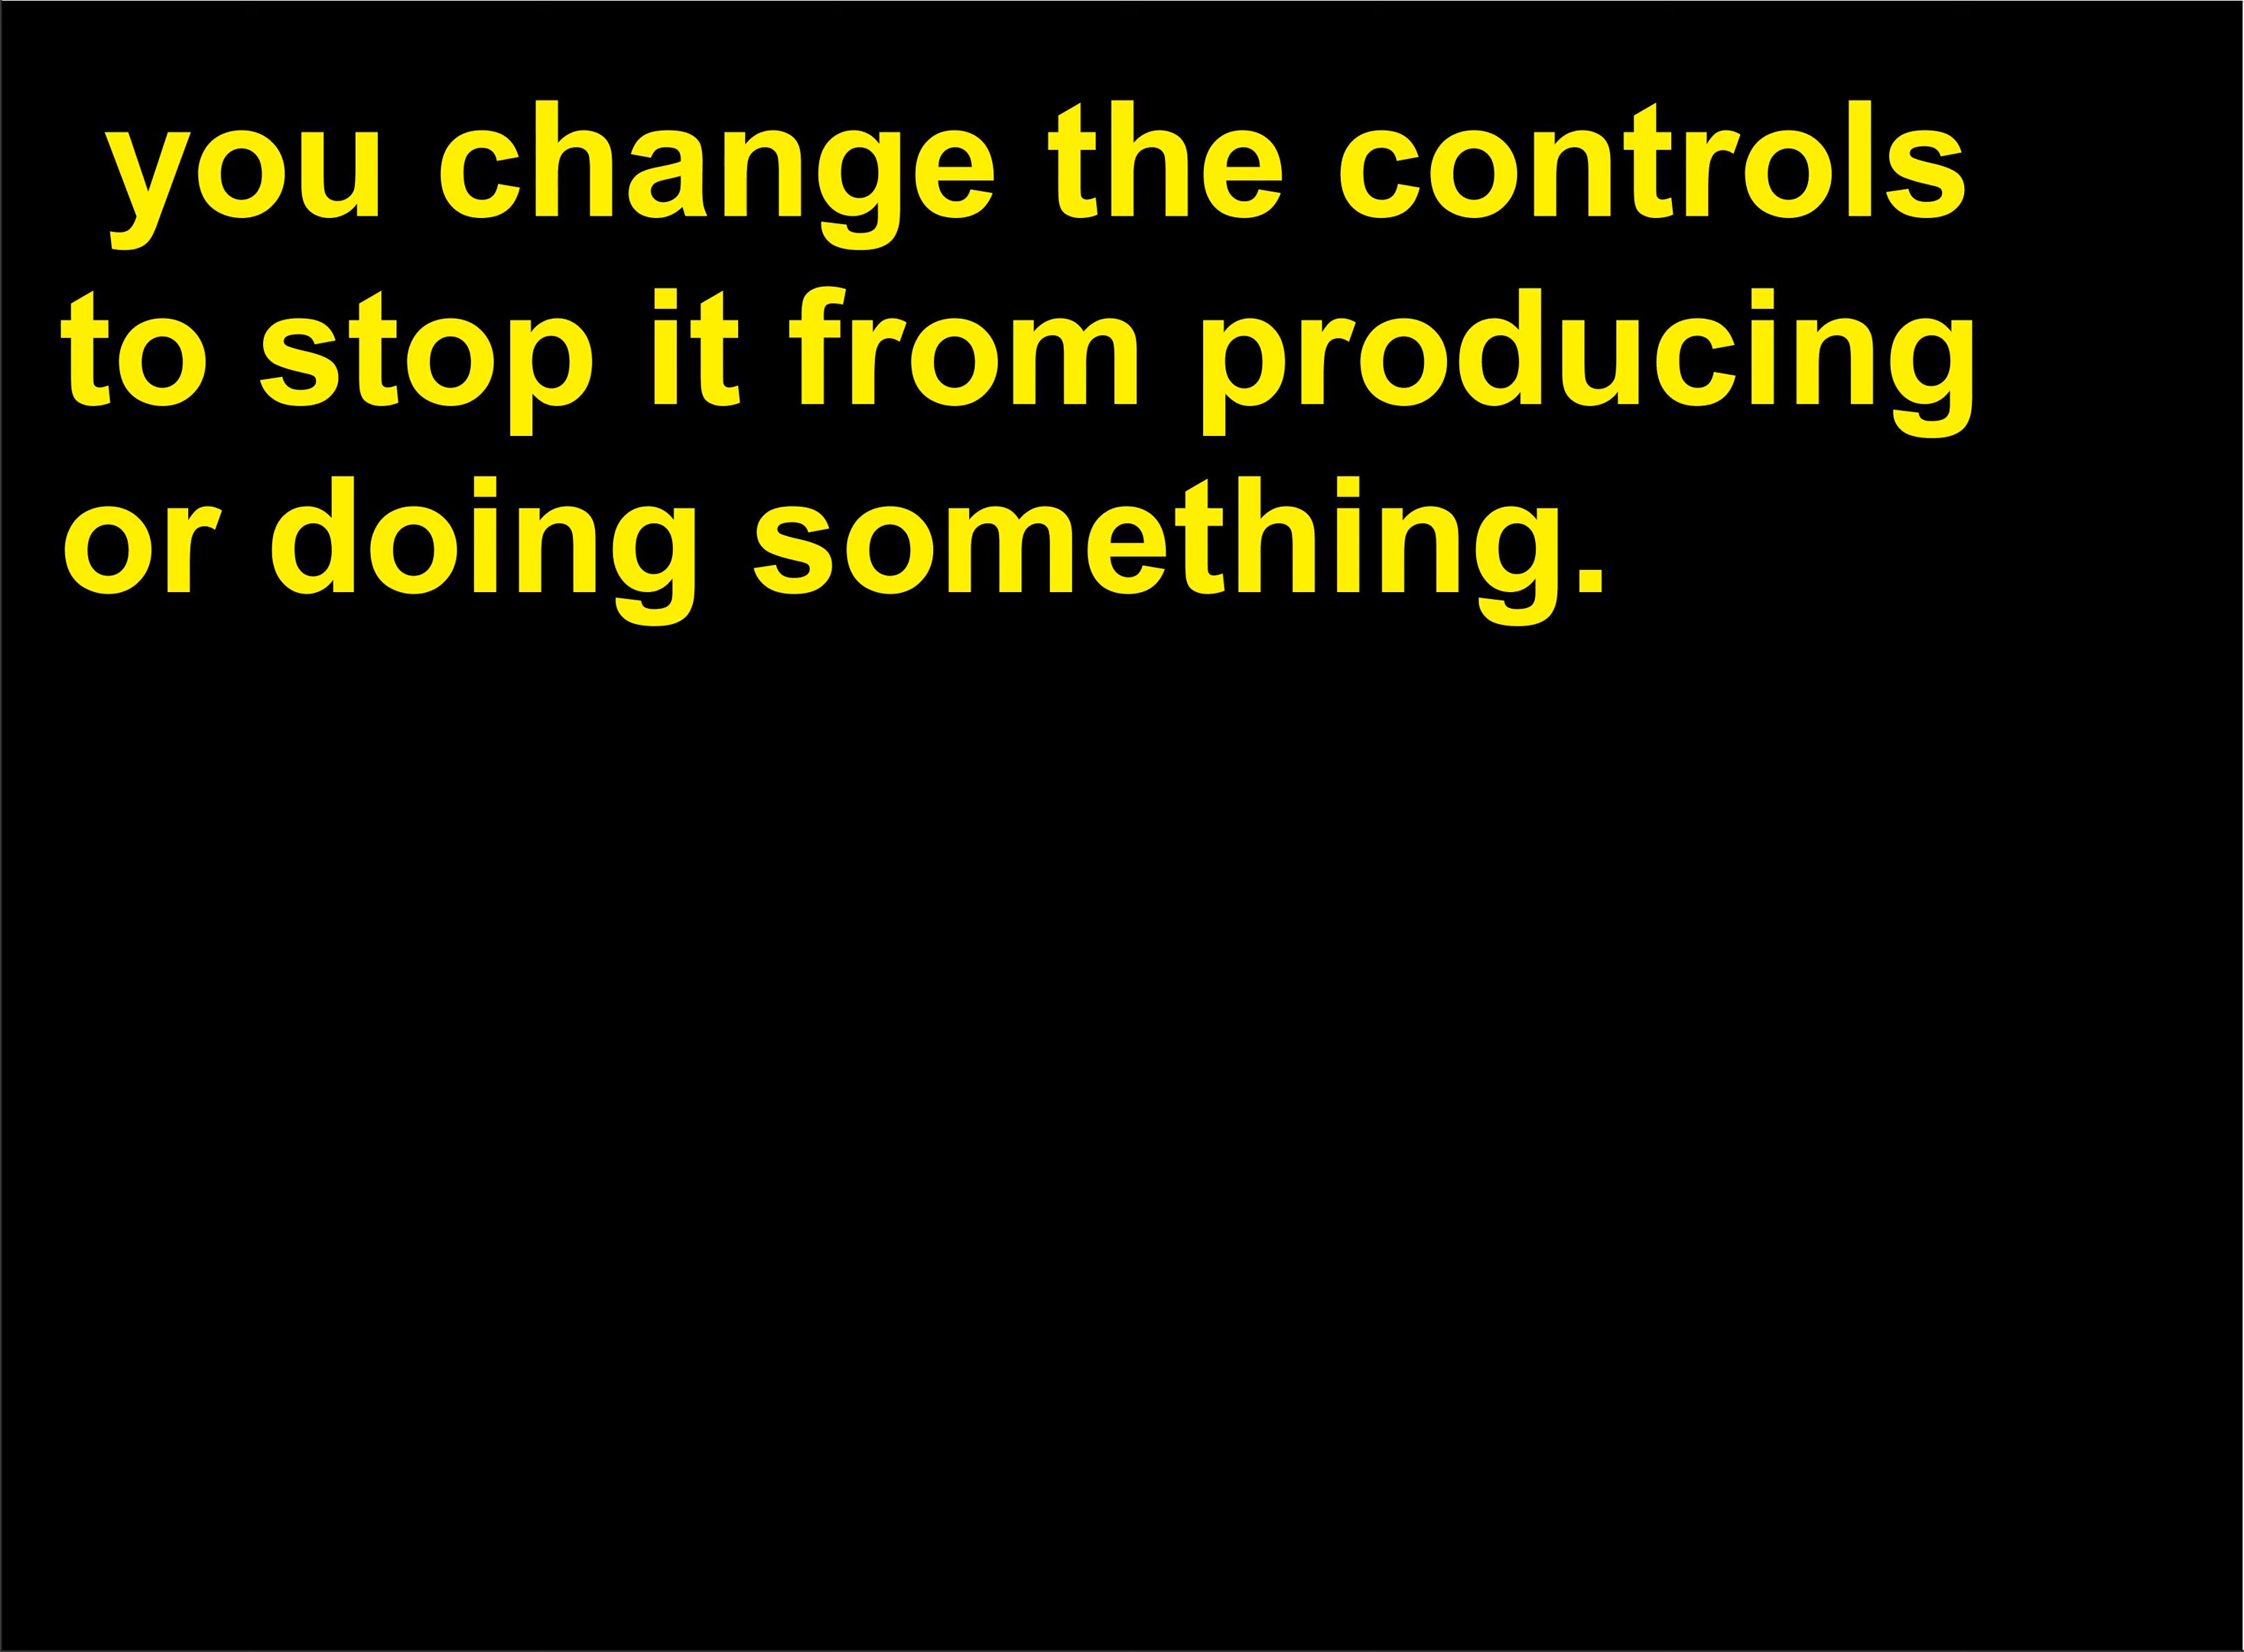 you change the controls
to stop it from producing
or doing something.